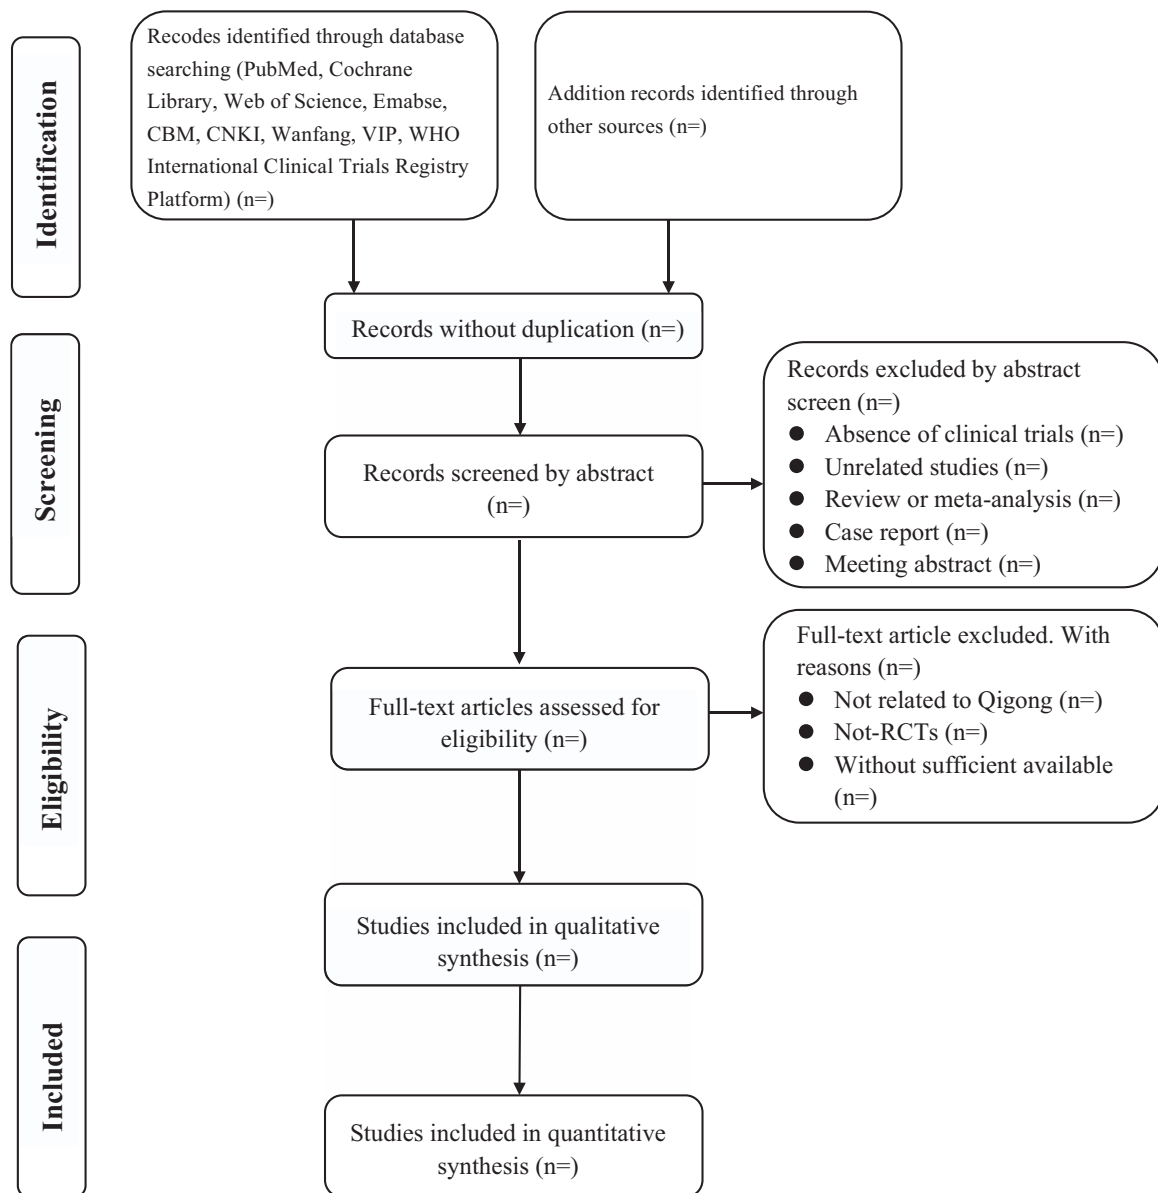 Identification
Recodes identified through database
searching (PubMed, Cochrane
Library, Web of Science, Emabse,
CBM, CNKI, Wanfang, VIP, WHO
International Clinical Trials Registry
Platform) (n=)
Addition records identified through
other sources (n=)
Records without duplication (n=)
Screening
Records screened by abstract
(n=)
Records excluded by abstract
screen (n=)
● Absence of clinical trials (n=)
● Unrelated studies (n=)
● Review or meta-analysis (n=)
● Case report (n=)
● Meeting abstract (n=)
Eligibility
Full-text articles assessed for
eligibility (n=)
Full-text article excluded. With
reasons (n=)
● Not related to Qigong (n=)
● Not-RCTs (n=)
● Without sufficient available
(n=)
Studies included in qualitative
synthesis (n=)
Included
Studies included in quantitative
synthesis (n=)